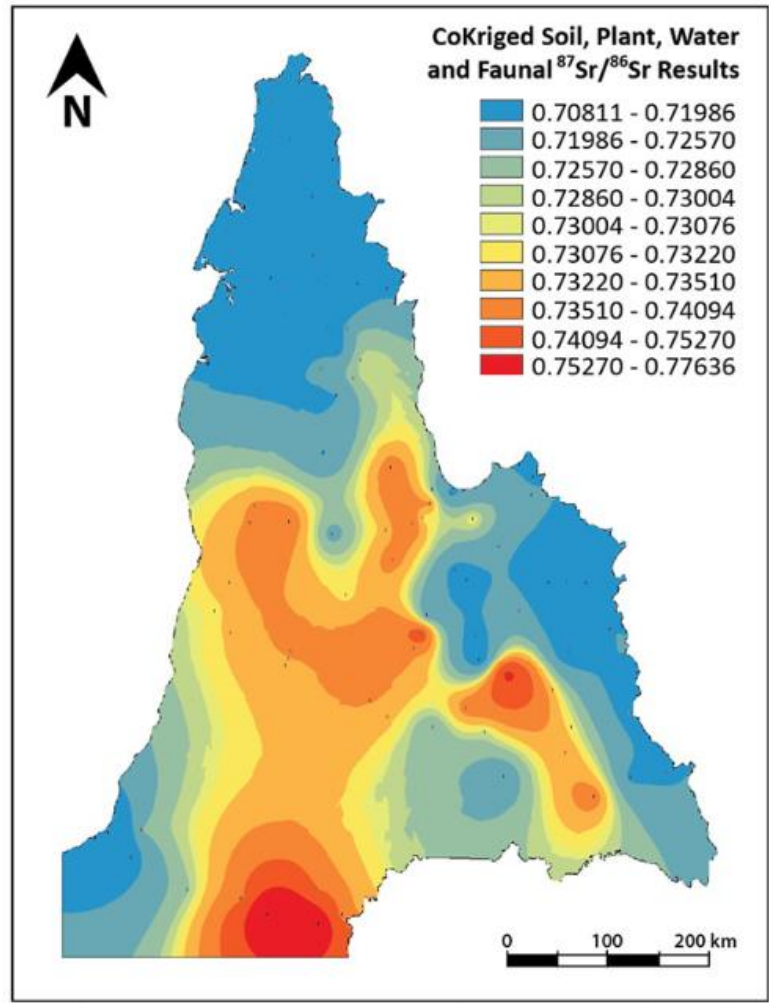 CoKriged Soil, Plant, Water
and Faunal ⁸⁷Sr/⁸⁶Sr Results
N
0.70811 - 0.71986
0.71986 - 0.72570
0.72570 - 0.72860
0.72860 - 0.73004
0.73004 - 0.73076
0.73076 - 0.73220
0.73220 - 0.73510
0.73510 - 0.74094
0.74094 - 0.75270
0.75270 - 0.77636
0 100 200 km